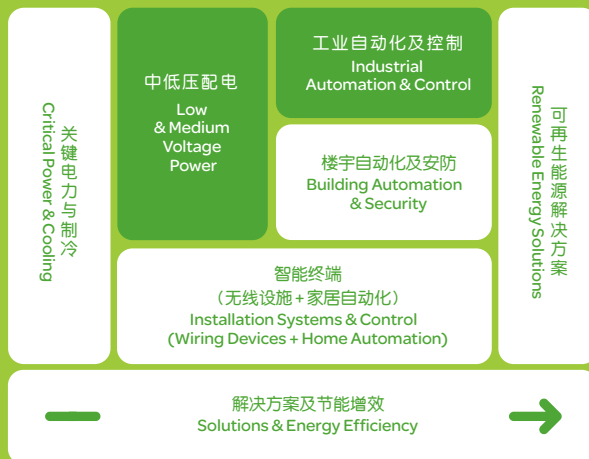 关键电力与制冷
Critical Power & Cooling
中低压配电
Low
& Medium
Voltage
Power
工业自动化及控制
Industrial
Automation & Control
楼宇自动化及安防
Building Automation
& Security
可再生能源解决方案
Renewable Energy Solutions
智能终端
（无线设施+家居自动化）
Installation Systems & Control
(Wiring Devices + Home Automation)
解决方案及节能增效
Solutions & Energy Efficiency